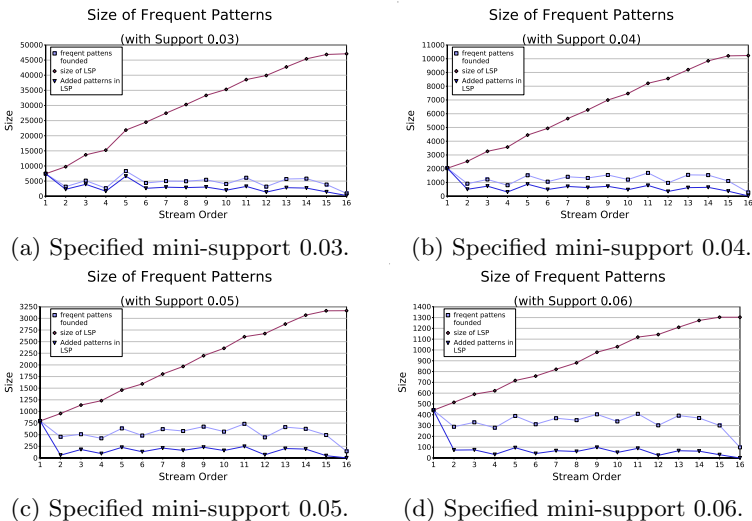 Size of Frequent Patterns
(with Support 0.03)
50000
45000
40000
35000
30000
25000
20000
15000
10000
5000
0
Size
freqent pattens
founded
size of LSP
Added patterns in
LSP
1 2 3 4 5 6 7 8 9 10 11 12 13 14 15 16
Stream Order
(a) Specified mini-support 0.03.
Size of Frequent Patterns
(with Support 0.04)
11000
10000
9000
8000
7000
6000
5000
4000
3000
2000
1000
0
Size
freqent pattens
founded
size of LSP
Added patterns in
LSP
1 2 3 4 5 6 7 8 9 10 11 12 13 14 15 16
Stream Order
(b) Specified mini-support 0.04.
Size of Frequent Patterns
(with Support 0.05)
3250
3000
2750
2500
2250
2000
1750
1500
1250
1000
750
500
250
0
Size
freqent pattens
founded
size of LSP
Added patterns in
LSP
1 2 3 4 5 6 7 8 9 10 11 12 13 14 15 16
Stream Order
(c) Specified mini-support 0.05.
Size of Frequent Patterns
(with Support 0.06)
1400
1300
1200
1100
1000
900
800
700
600
500
400
300
200
100
0
Size
freqent pattens
founded
size of LSP
Added patterns in
LSP
1 2 3 4 5 6 7 8 9 10 11 12 13 14 15 16
Stream Order
(d) Specified mini-support 0.06.